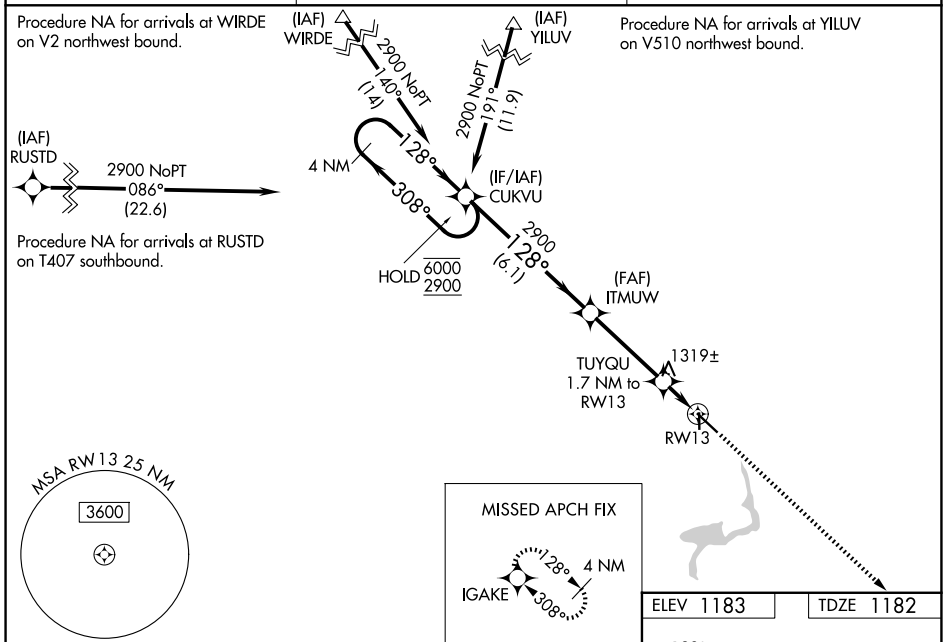 Procedure NA for arrivals at WIRDE
on V2 northwest bound.
(IAF)
WIRDE
2900 NoPT
140°
(14)
(IAF)
YILUV
2900 NoPT
191°
(11.9)
Procedure NA for arrivals at YILUV
on V510 northwest bound.
(IAF)
RUSTD
2900 NoPT
086°
(22.6)
Procedure NA for arrivals at RUSTD
on T407 southbound.
4 NM
128°
308°
(IF/IAF)
CUKVU
HOLD 6000
2900
2900
128°
(6.1)
(FAF)
ITMUW
TUYQU
1.7 NM to
RW13
1319±
RW13
MSA RW13 25 NM
3600
MISSED APCH FIX
IGAKE
128°
308°
4 NM
ELEV 1183
TDZE 1182